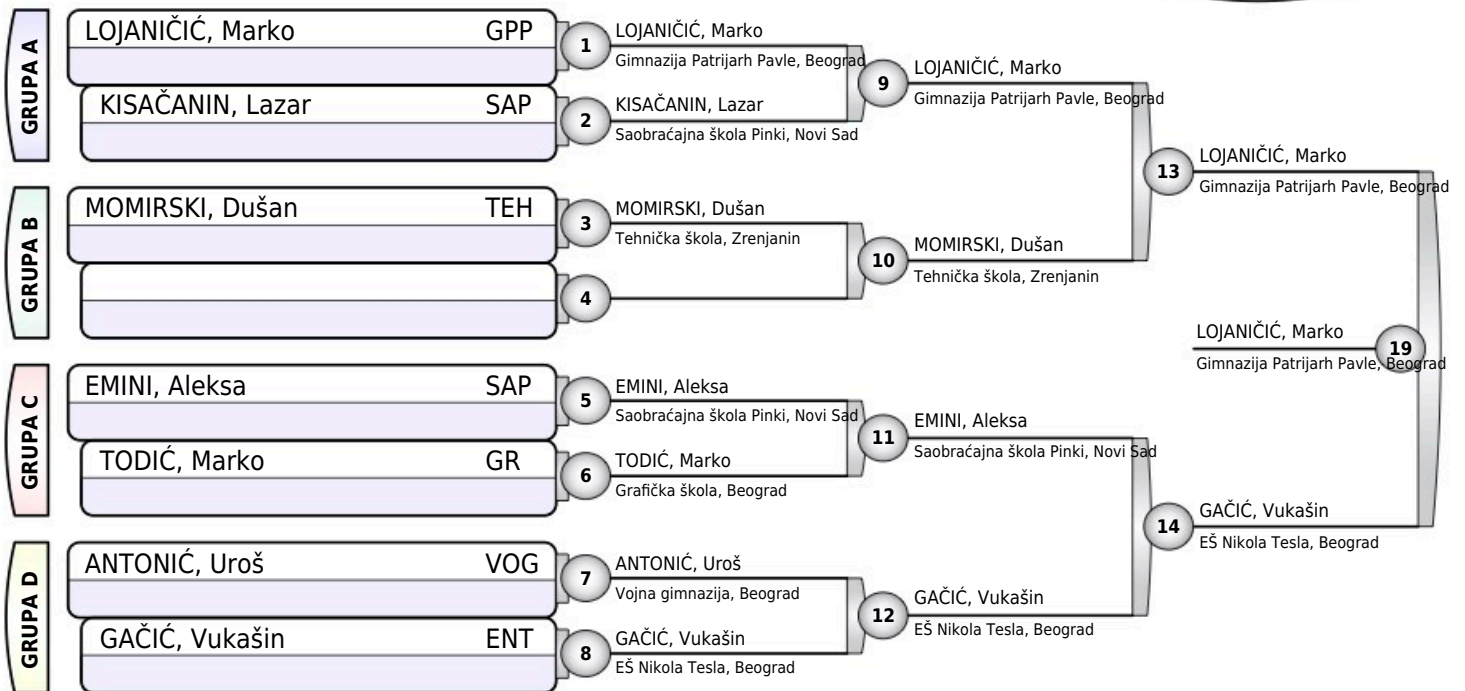 GRUPA A
LOJANIČIĆ, Marko GPP
KISAČANIN, Lazar SAP
GRUPA B
MOMIRSKI, Dušan TEH
GRUPA C
EMINI, Aleksa SAP
TODIĆ, Marko GR
GRUPA D
ANTONIĆ, Uroš VOG
GAČIĆ, Vukašin ENT
1
LOJANIČIĆ, Marko
Gimnazija Patrijarh Pavle, Beograd
2
KISAČANIN, Lazar
Saobraćajna škola Pinki, Novi Sad
3
MOMIRSKI, Dušan
Tehnička škola, Zrenjanin
4
5
EMINI, Aleksa
Saobraćajna škola Pinki, Novi Sad
6
TODIĆ, Marko
Grafička škola, Beograd
7
ANTONIĆ, Uroš
Vojna gimnazija, Beograd
8
GAČIĆ, Vukašin
EŠ Nikola Tesla, Beograd
9
LOJANIČIĆ, Marko
Gimnazija Patrijarh Pavle, Beograd
10
MOMIRSKI, Dušan
Tehnička škola, Zrenjanin
11
EMINI, Aleksa
Saobraćajna škola Pinki, Novi Sad
12
GAČIĆ, Vukašin
EŠ Nikola Tesla, Beograd
13
LOJANIČIĆ, Marko
Gimnazija Patrijarh Pavle, Beograd
14
GAČIĆ, Vukašin
EŠ Nikola Tesla, Beograd
LOJANIČIĆ, Marko
19
Gimnazija Patrijarh Pavle, Beograd